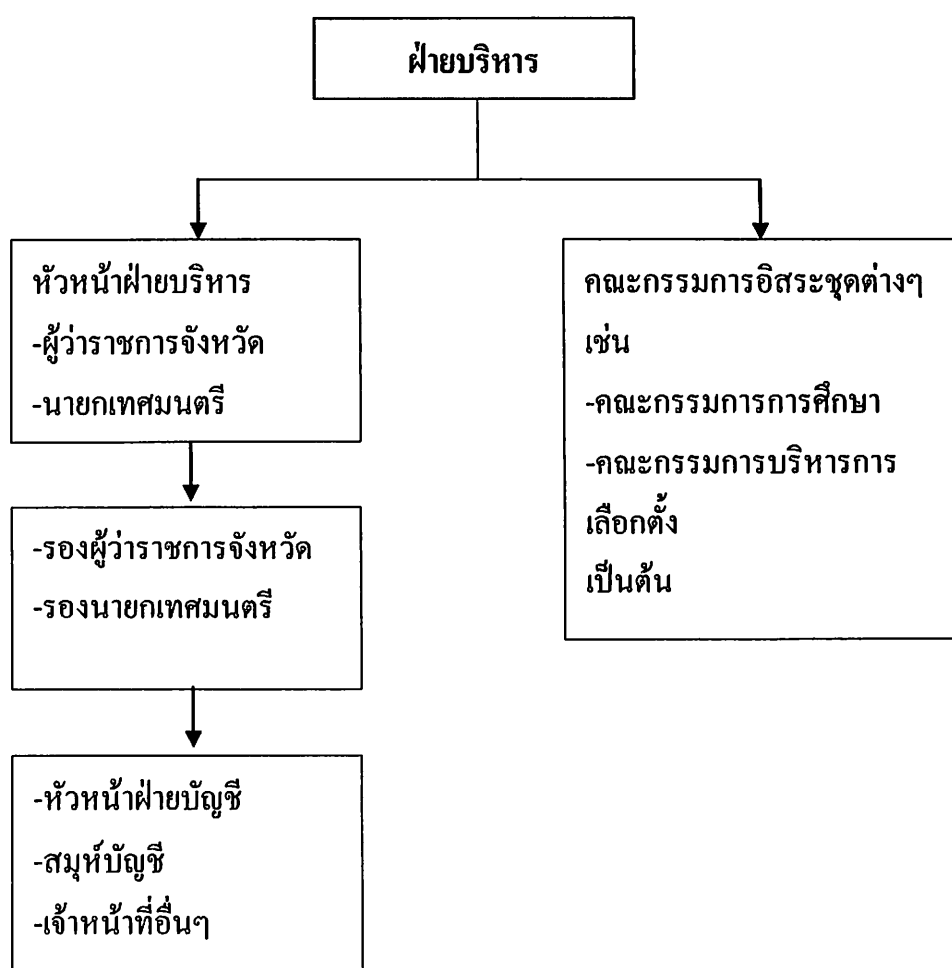 ฝ่ายบริหาร
หัวหน้าฝ่ายบริหาร
-ผู้ว่าราชการจังหวัด
-นายกเทศมนตรี
-รองผู้ว่าราชการจังหวัด
-รองนายกเทศมนตรี
-หัวหน้าฝ่ายบัญชี
-สมุห์บัญชี
-เจ้าหน้าที่อื่นๆ
คณะกรรมการอิสระชุดต่างๆ
เช่น
-คณะกรรมการการศึกษา
-คณะกรรมการบริหารการ
เลือกตั้ง
เป็นต้น